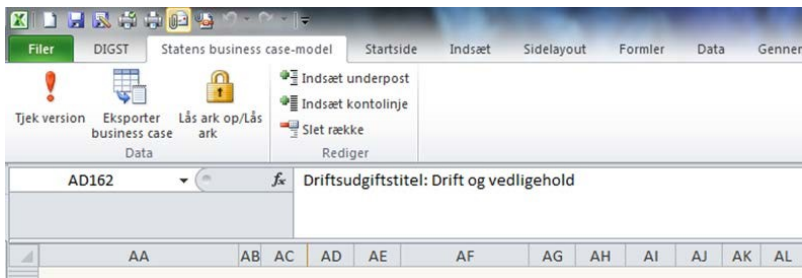 Filer DIGST Statens business case-model Startside Indsæt Sidelayout Formler Data Genner
Tjek version Eksporter business case Lås ark op/Lås ark
Indsæt underpost
Indsæt kontolinje
Slet række
Data Rediger
AD162 fx Driftsudgiftstitel: Drift og vedligehold
AA AB AC AD AE AF AG AH AI AJ AK AL